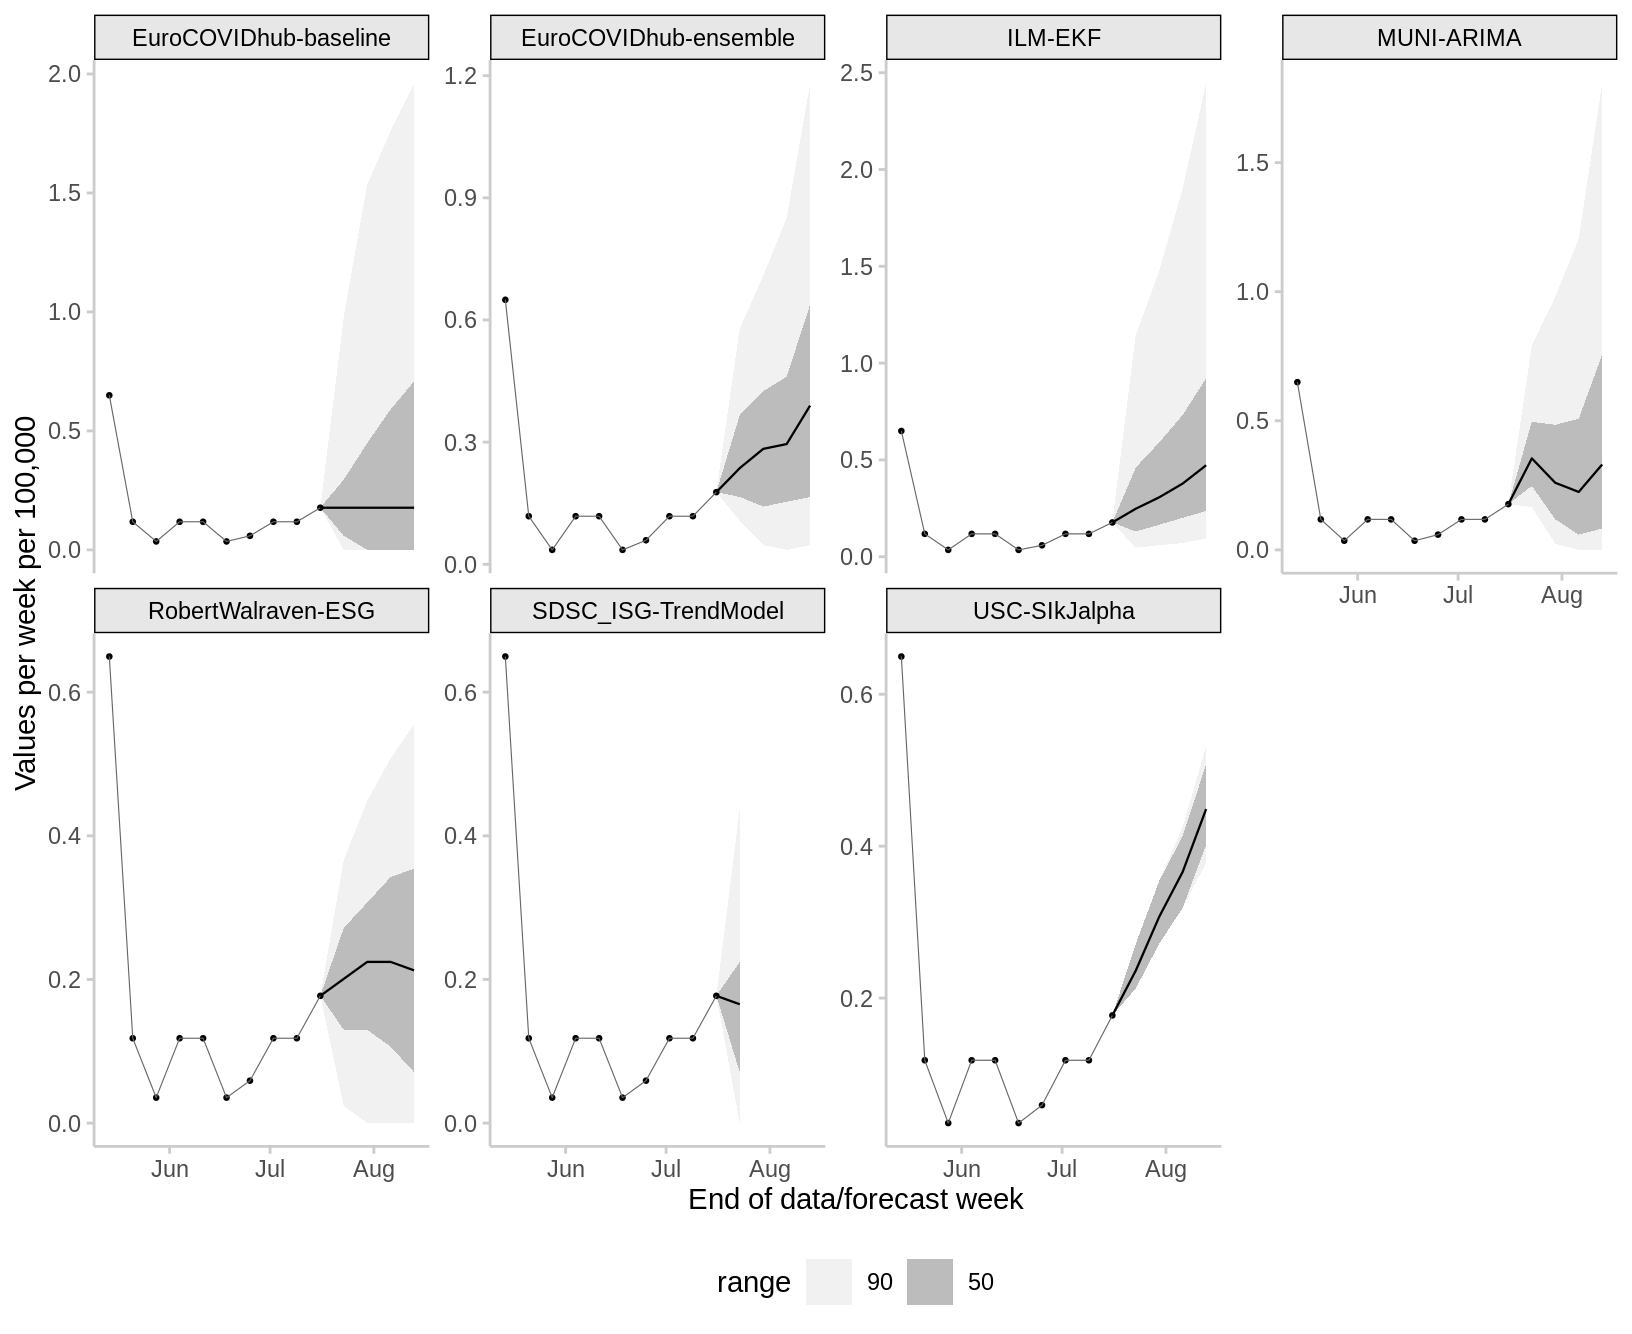 EuroCOVIDhub-baseline
EuroCOVIDhub-ensemble
ILM-EKF
MUNI-ARIMA
2.0
1.5
1.0
0.5
0.0
1.2
0.9
0.6
0.3
0.0
2.5
2.0
1.5
1.0
0.5
0.0
1.5
1.0
0.5
0.0
Jun
Jul
Aug
Values per week per 100,000
RobertWalraven-ESG
SDSC_ISG-TrendModel
USC-SIkJalpha
0.6
0.4
0.2
0.0
0.6
0.4
0.2
0.0
0.6
0.4
0.2
Jun
Jul
Aug
Jun
Jul
Aug
Jun
Jul
Aug
End of data/forecast week
range
90
50